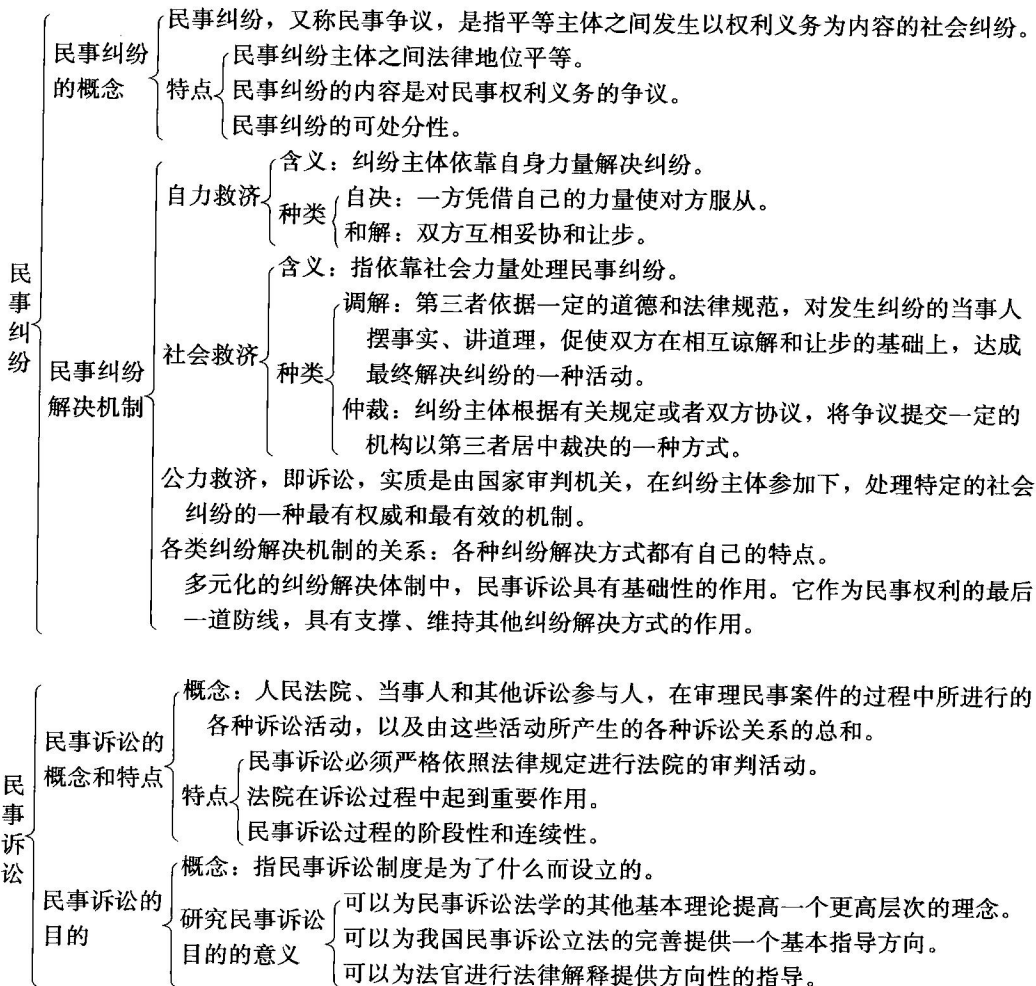 民事纠纷
民事纠纷
的概念
民事纠纷，又称民事争议，是指平等主体之间发生以权利义务为内容的社会纠纷。
特点
民事纠纷主体之间法律地位平等。
民事纠纷的内容是对民事权利义务的争议。
民事纠纷的可处分性。
民事纠纷
解决机制
自力救济
含义：纠纷主体依靠自身力量解决纠纷。
种类
自决：一方凭借自己的力量使对方服从。
和解：双方互相妥协和让步。
社会救济
含义：指依靠社会力量处理民事纠纷。
种类
调解：第三者依据一定的道德和法律规范，对发生纠纷的当事人
摆事实、讲道理，促使双方在相互谅解和让步的基础上，达成
最终解决纠纷的一种活动。
仲裁：纠纷主体根据有关规定或者双方协议，将争议提交一定的
机构以第三者居中裁决的一种方式。
公力救济，即诉讼，实质是由国家审判机关，在纠纷主体参加下，处理特定的社会
纠纷的一种最有权威和最有效的机制。
各类纠纷解决机制的关系：各种纠纷解决方式都有自己的特点。
多元化的纠纷解决体制中，民事诉讼具有基础性的作用。它作为民事权利的最后
一道防线，具有支撑、维持其他纠纷解决方式的作用。
民事诉讼
民事诉讼的
概念和特点
概念：人民法院、当事人和其他诉讼参与人，在审理民事案件的过程中所进行的
各种诉讼活动，以及由这些活动所产生的各种诉讼关系的总和。
特点
民事诉讼必须严格依照法律规定进行法院的审判活动。
法院在诉讼过程中起到重要作用。
民事诉讼过程的阶段性和连续性。
民事诉讼的
目的
概念：指民事诉讼制度是为了什么而设立的。
研究民事诉讼
目的的意义
可以为民事诉讼法学的其他基本理论提高一个更高层次的理念。
可以为我国民事诉讼立法的完善提供一个基本指导方向。
可以为法官进行法律解释提供方向性的指导。